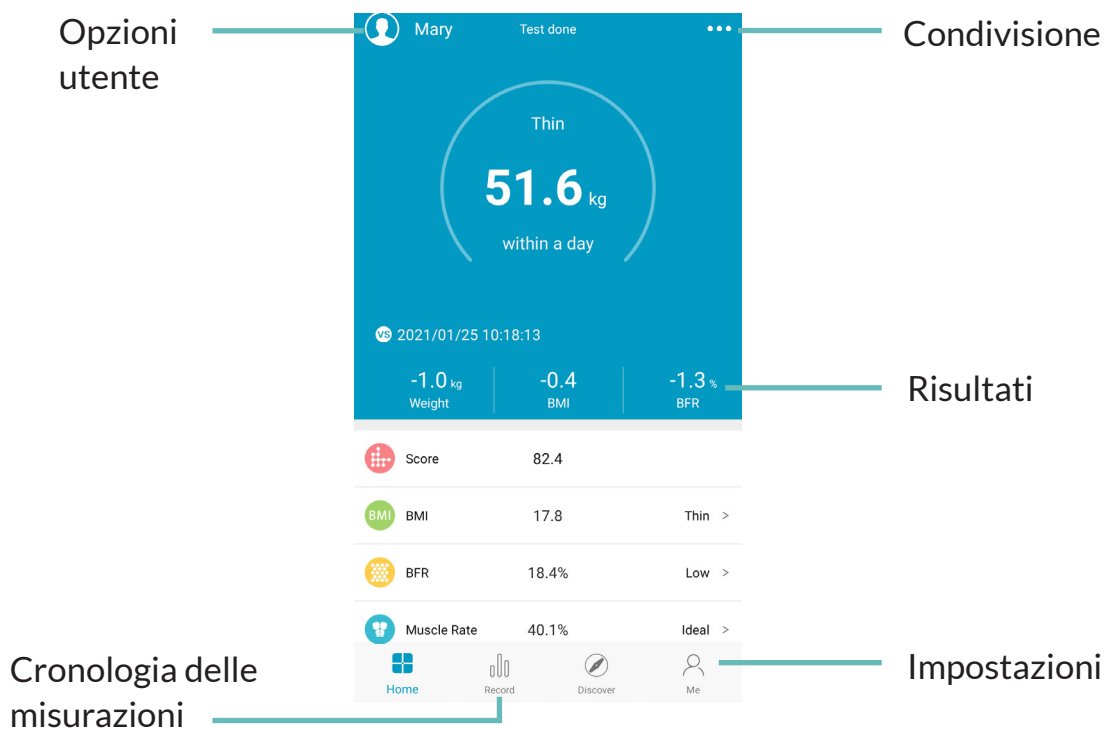 Opzioni
utente
Mary
Test done
Condivisione
Thin
51.6 kg
within a day
VS 2021/01/25 10:18:13
-1.0 kg
Weight
-0.4
BMI
-1.3 %
BFR
Risultati
Score 82.4
BMI BMI 17.8 Thin >
BFR 18.4% Low >
Muscle Rate 40.1% Ideal >
Home
Record
Discover
Me
Cronologia delle
misurazioni
Impostazioni